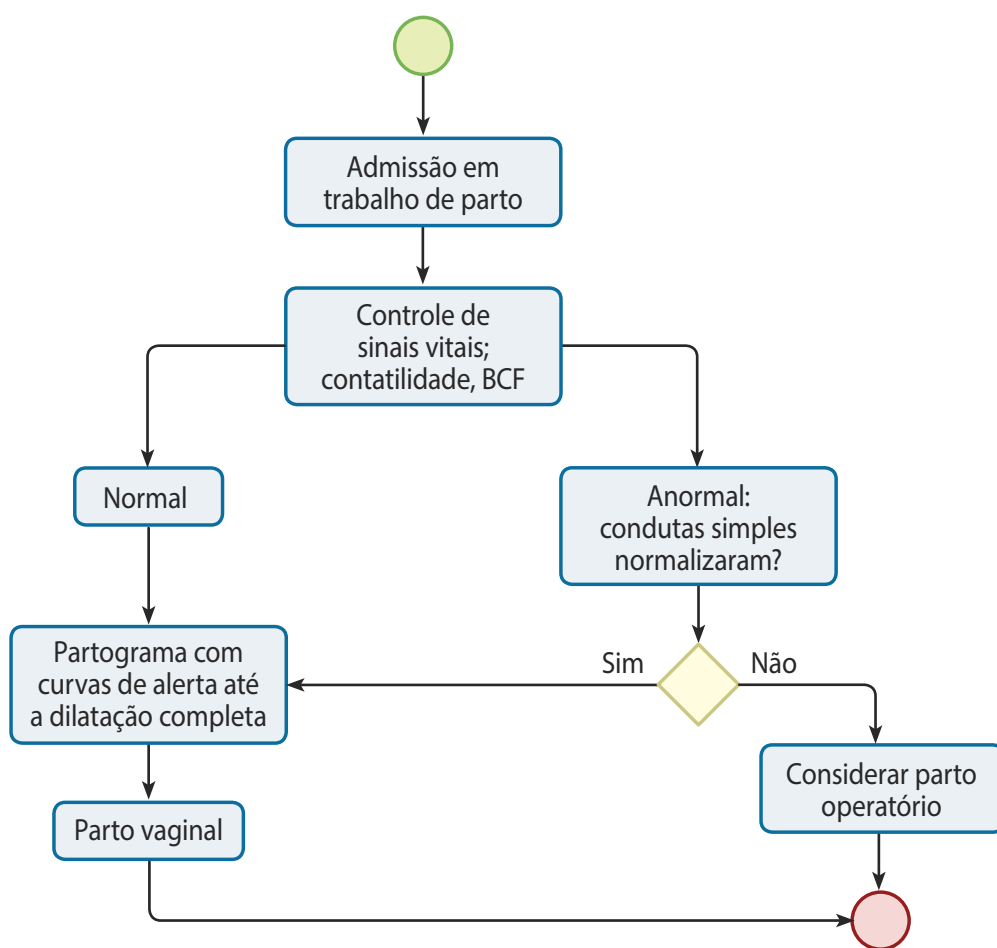 Admissão em
trabalho de parto
Controle de
sinais vitais;
contatilidade, BCF
Normal
Anormal:
condutas simples
normalizaram?
Partograma com
curvas de alerta até
a dilatação completa
Sim
Não
Parto vaginal
Considerar parto
operatório